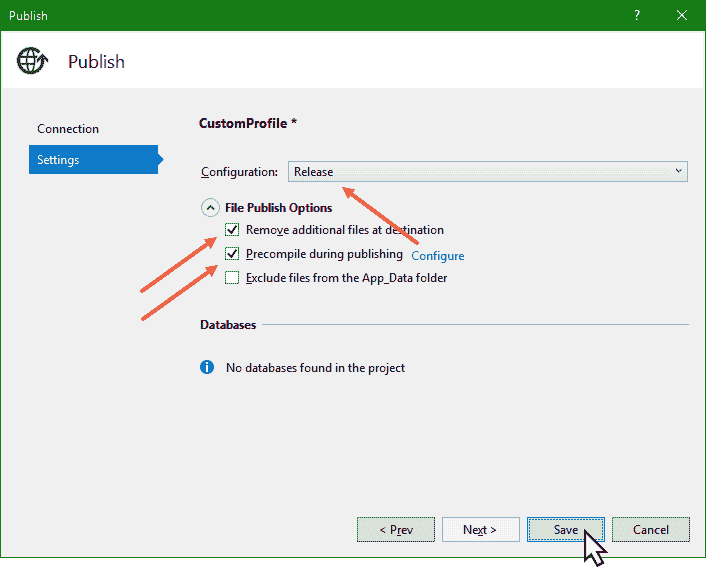 Publish
?
Publish
Connection
Settings
CustomProfile *
Configuration: Release
File Publish Options
Remove additional files at destination
Precompile during publishing Configure
Exclude files from the App_Data folder
Databases
No databases found in the project
< Prev Next > Save Cancel